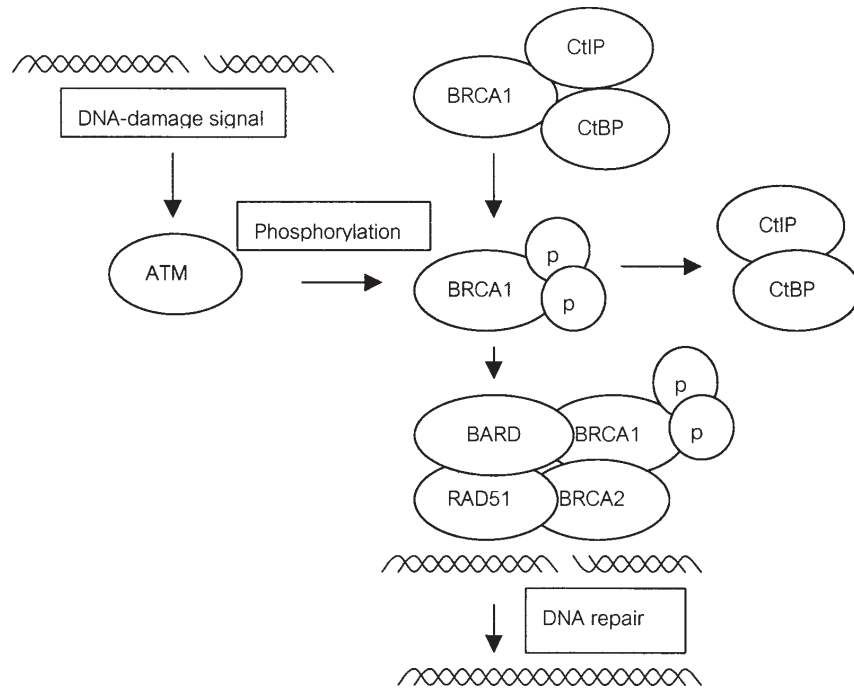 CtIP
BRCA1
CtBP
DNA-damage signal
Phosphorylation
ATM
BRCA1
p
p
CtIP
CtBP
p
p
BARD
BRCA1
RAD51
BRCA2
DNA repair